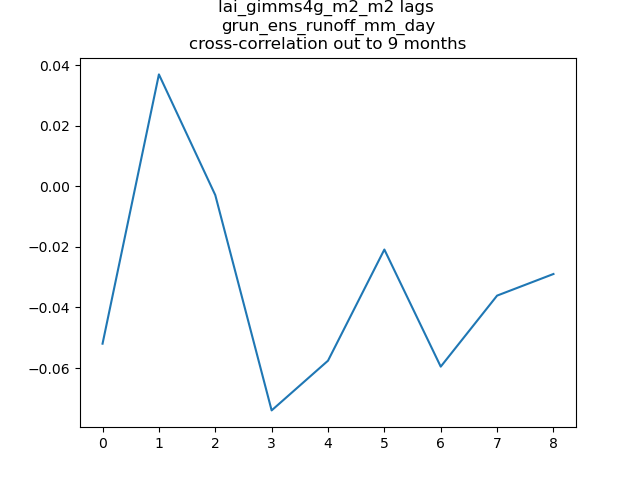 lai_gimms4g_m2_m2 lags
grun_ens_runoff_mm_day
cross-correlation out to 9 months
0.04
0.02
0.00
−0.02
−0.04
−0.06
0 1 2 3 4 5 6 7 8